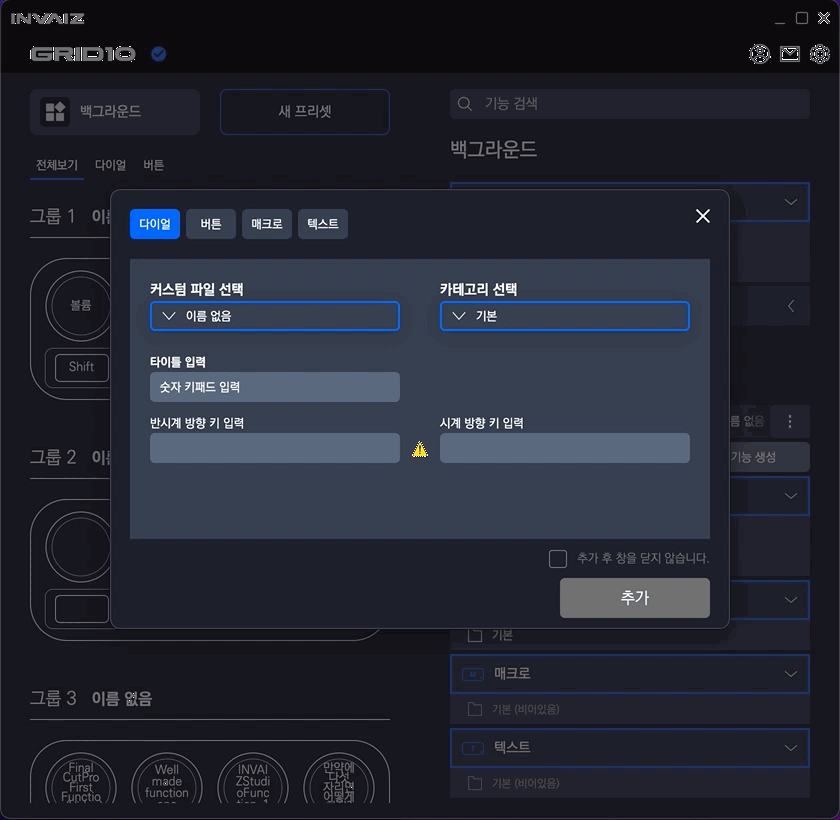 INVAIZ
GRID10
백그라운드
새 프리셋
기능 검색
전체보기 다이얼 버튼
백그라운드
그룹 1
볼륨
Shift
다이얼 버튼 매크로 텍스트
커스텀 파일 선택
이름 없음
카테고리 선택
기본
타이틀 입력
숫자 키패드 입력
반시계 방향 키 입력
시계 방향 키 입력
추가 후 창을 닫지 않습니다.
추가
름 없음
기능 생성
그룹 2
기본
매크로
기본 (비어있음)
텍스트
기본 (비어있음)
그룹 3 이름 없음
Final
CutPro
First
Functio
Well
made
function
INVAI
ZStudi
oFunc
만약에
다섯
자리면
어떻게